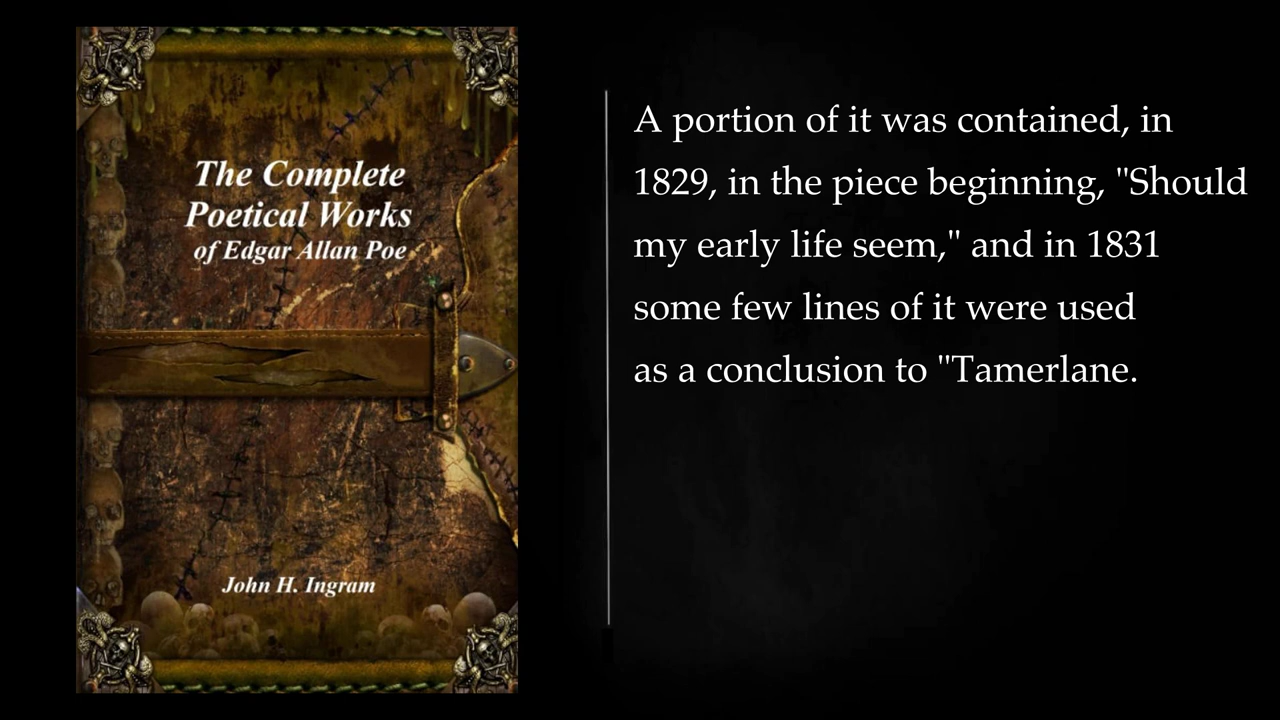 The Complete
Poetical Works
of Edgar Allan Poe
John H. Ingram
A portion of it was contained, in
1829, in the piece beginning, "Should
my early life seem," and in 1831
some few lines of it were used
as a conclusion to "Tamerlane.